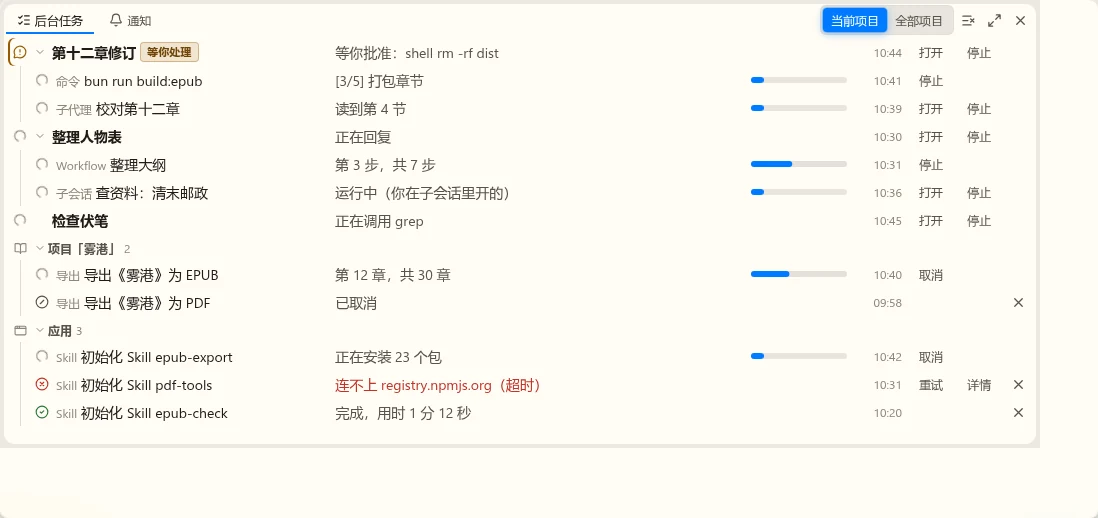 后台任务 通知 当前项目 全部项目
第十二章修订 等你处理 等你批准：shell rm -rf dist 10:44 打开 停止
命令 bun run build:epub [3/5] 打包章节 10:41 停止
子代理 校对第十二章 读到第 4 节 10:39 打开 停止
整理人物表 正在回复 10:30 打开 停止
Workflow 整理大纲 第 3 步，共 7 步 10:31 停止
子会话 查资料：清末邮政 运行中（你在子会话里开的） 10:36 打开 停止
检查伏笔 正在调用 grep 10:45 打开 停止
项目「雾港」 2
导出 导出《雾港》为 EPUB 第 12 章，共 30 章 10:40 取消
导出 导出《雾港》为 PDF 已取消 09:58
应用 3
Skill 初始化 Skill epub-export 正在安装 23 个包 10:42 取消
Skill 初始化 Skill pdf-tools 连不上 registry.npmjs.org（超时） 10:31 重试 详情
Skill 初始化 Skill epub-check 完成，用时 1 分 12 秒 10:20